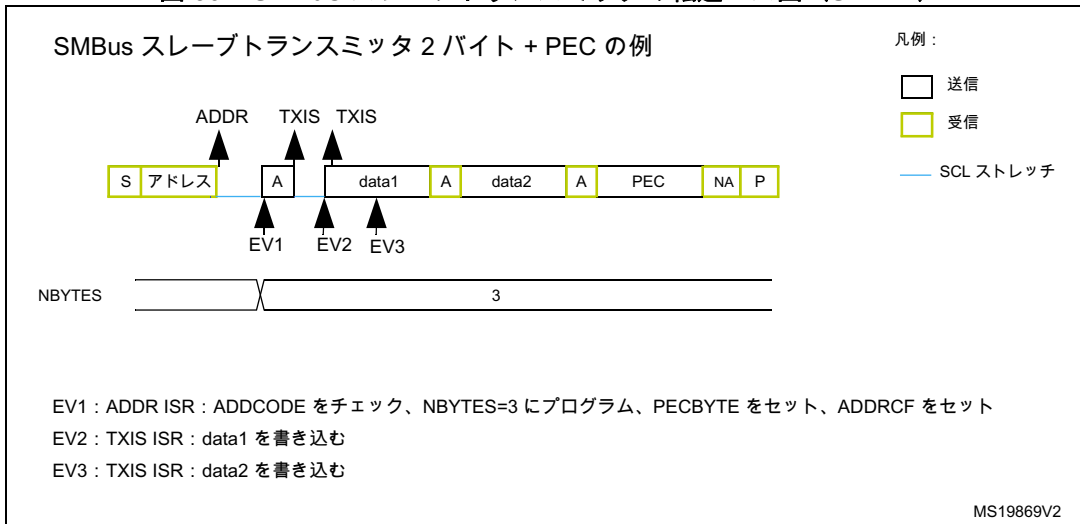 SMBus スレーブトランスミッタ 2 バイト + PEC の例
凡例：
送信
受信
SCL ストレッチ
ADDR TXIS TXIS
S アドレス A data1 A data2 A PEC NA P
EV1 EV2 EV3
NBYTES 3
EV1：ADDR ISR：ADDCODE をチェック、NBYTES=3 にプログラム、PECBYTE をセット、ADDRCF をセット
EV2：TXIS ISR：data1 を書き込む
EV3：TXIS ISR：data2 を書き込む
MS19869V2